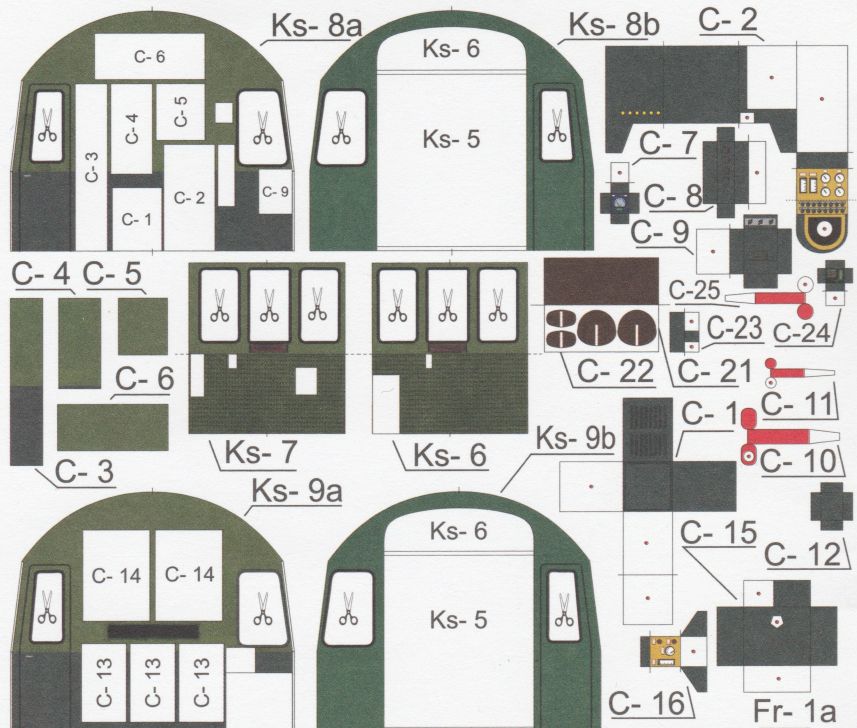 Ks- 8a
Ks- 8b
C- 2
C- 6
C- 5
C- 4
C- 3
C- 2
C- 1
C- 9
Ks- 6
Ks- 5
C- 7
C- 8
C- 9
C- 4
C- 5
C- 6
C- 3
Ks- 7
Ks- 6
C-25
C-23
C-24
C- 22
C- 21
C- 11
C- 10
C- 1
C- 12
C- 15
Ks- 9a
Ks- 9b
C- 14
C- 14
C- 13
C- 13
C- 13
Ks- 6
Ks- 5
C- 16
Fr- 1a